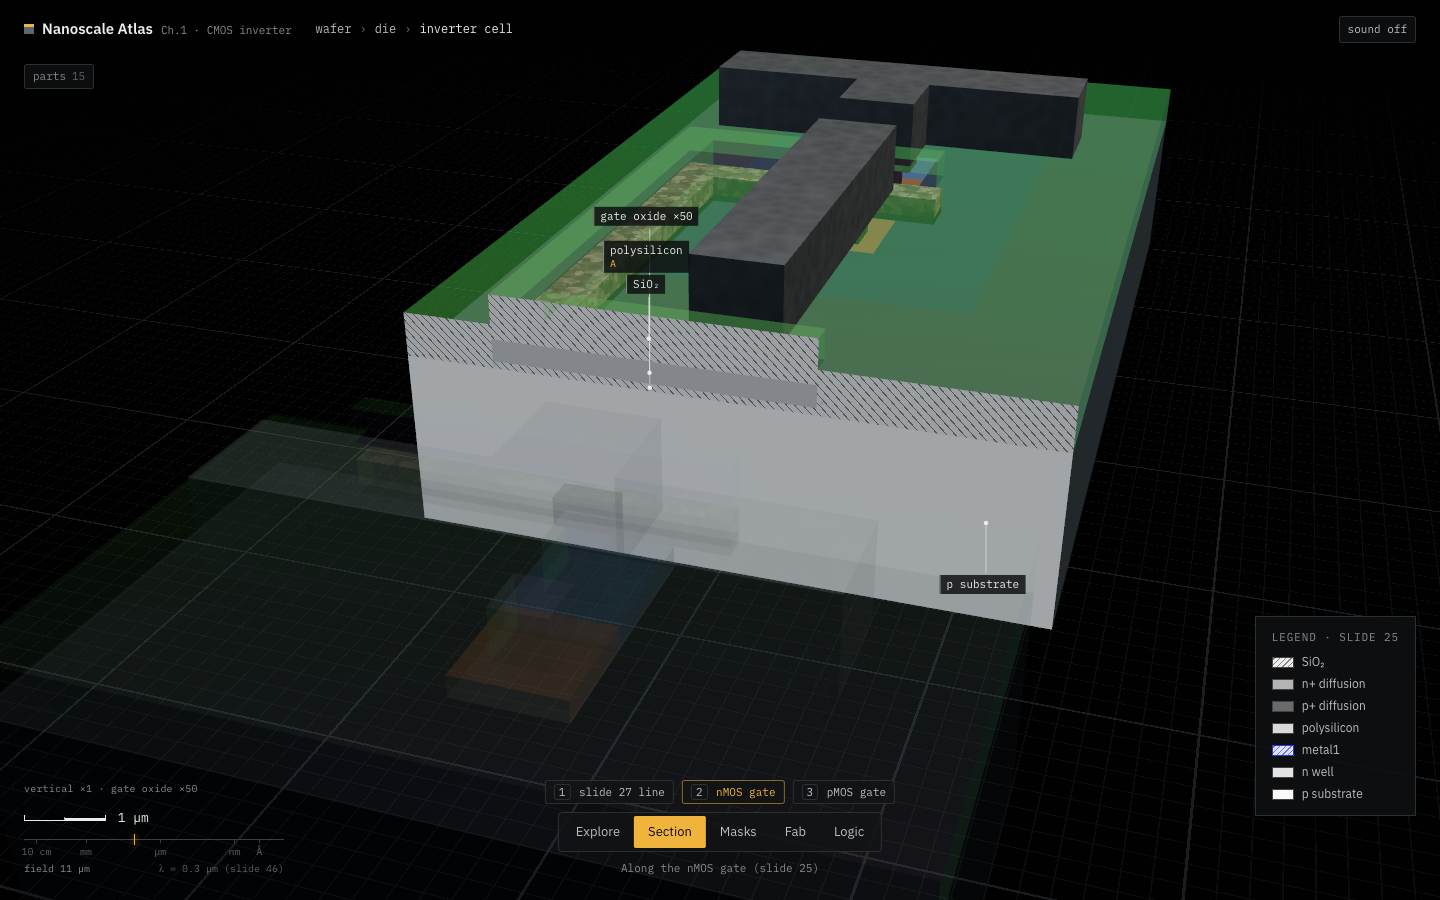 Nanoscale Atlas Ch.1 · CMOS inverter wafer › die › inverter cell
sound off
parts 15
gate oxide ×50
polysilicon
A
SiO₂
p substrate
LEGEND · SLIDE 25
SiO₂
n+ diffusion
p+ diffusion
polysilicon
metal1
n well
p substrate
vertical ×1 · gate oxide ×50
1 µm
10 cm mm µm nm Å
field 11 µm λ = 0.3 µm (slide 46)
1 slide 27 line 2 nMOS gate 3 pMOS gate
Explore Section Masks Fab Logic
Along the nMOS gate (slide 25)